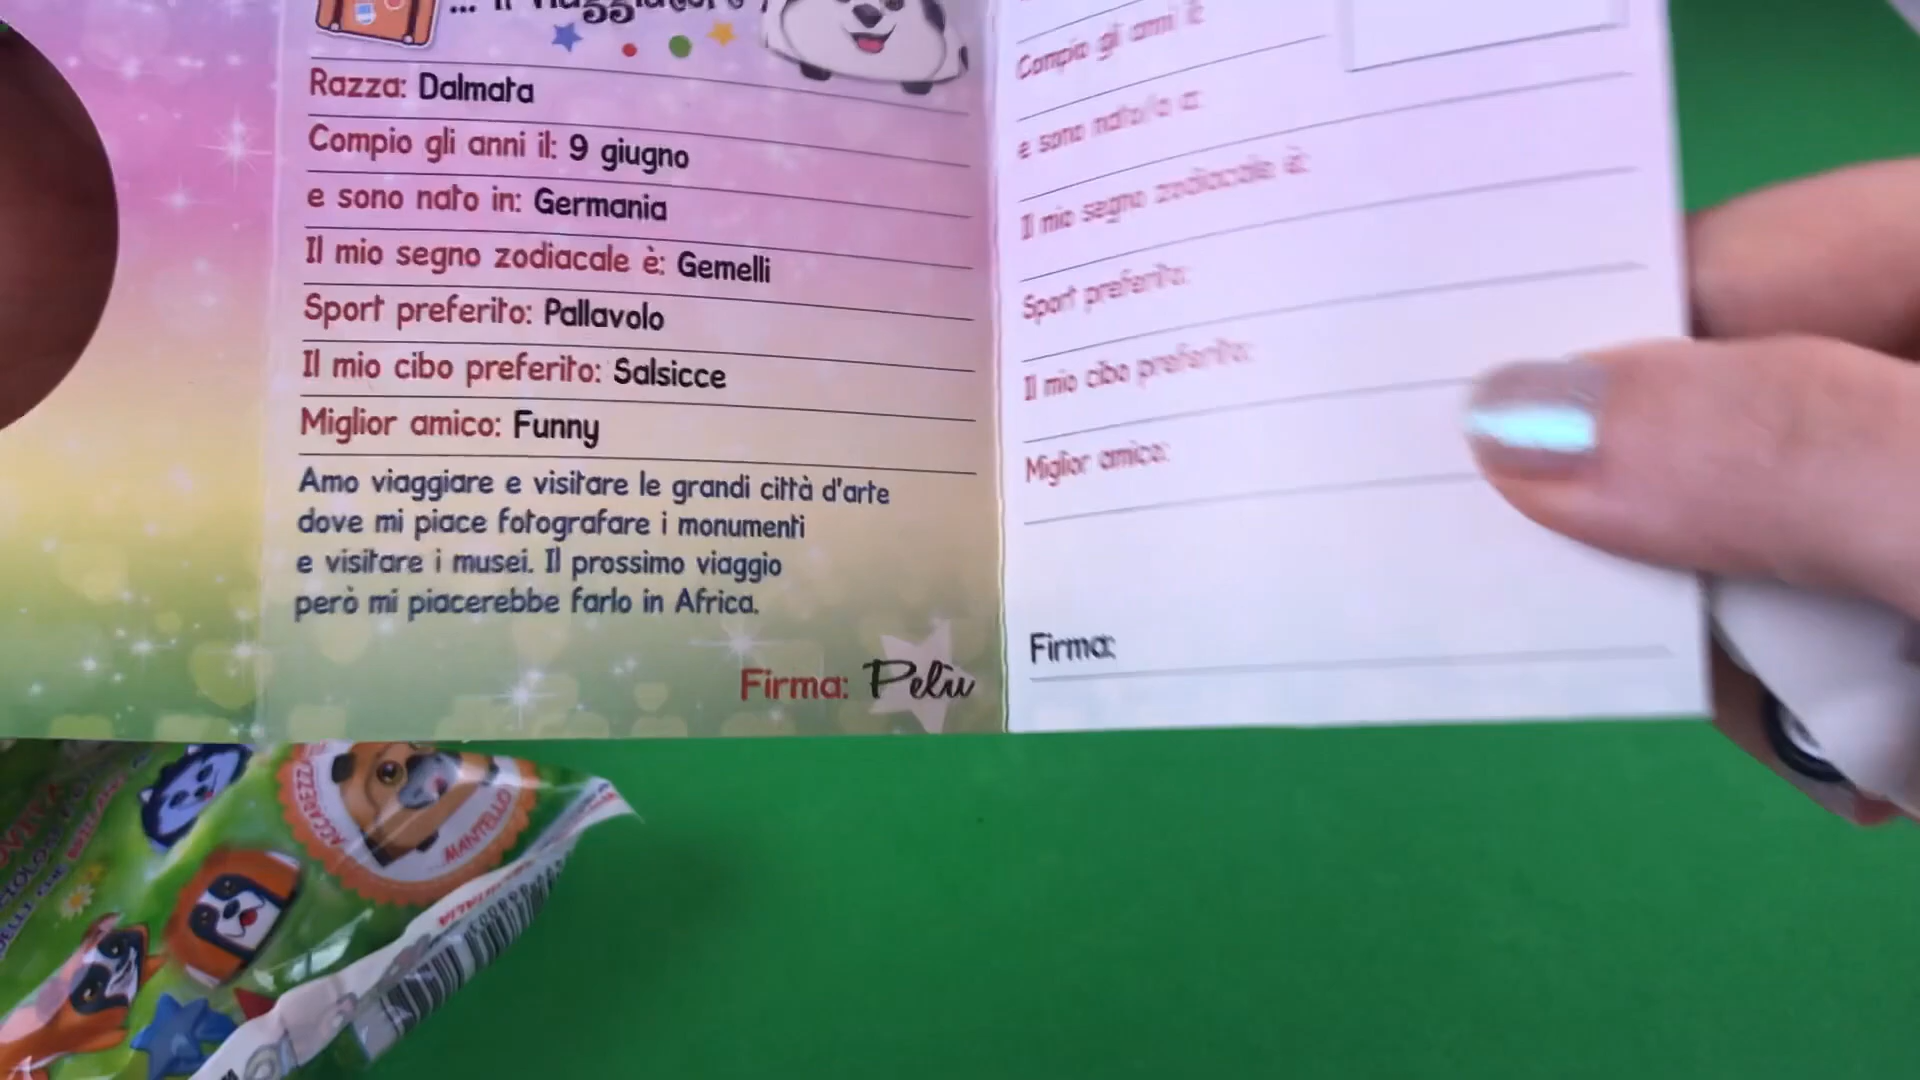 ... il viaggiatore
Razza: Dalmata
Compio gli anni il: 9 giugno
e sono nato in: Germania
Il mio segno zodiacale è: Gemelli
Sport preferito: Pallavolo
Il mio cibo preferito: Salsicce
Miglior amico: Funny
Amo viaggiare e visitare le grandi città d'arte
dove mi piace fotografare i monumenti
e visitare i musei. Il prossimo viaggio
però mi piacerebbe farlo in Africa.
Firma: Pelù
Compio gli anni il:
e sono nato/a a:
Il mio segno zodiacale è:
Sport preferito:
Il mio cibo preferito:
Miglior amico:
Firma:
MANTELLO